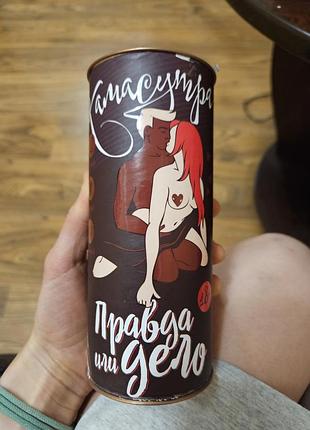 Камасутра
Правда
или дело
18